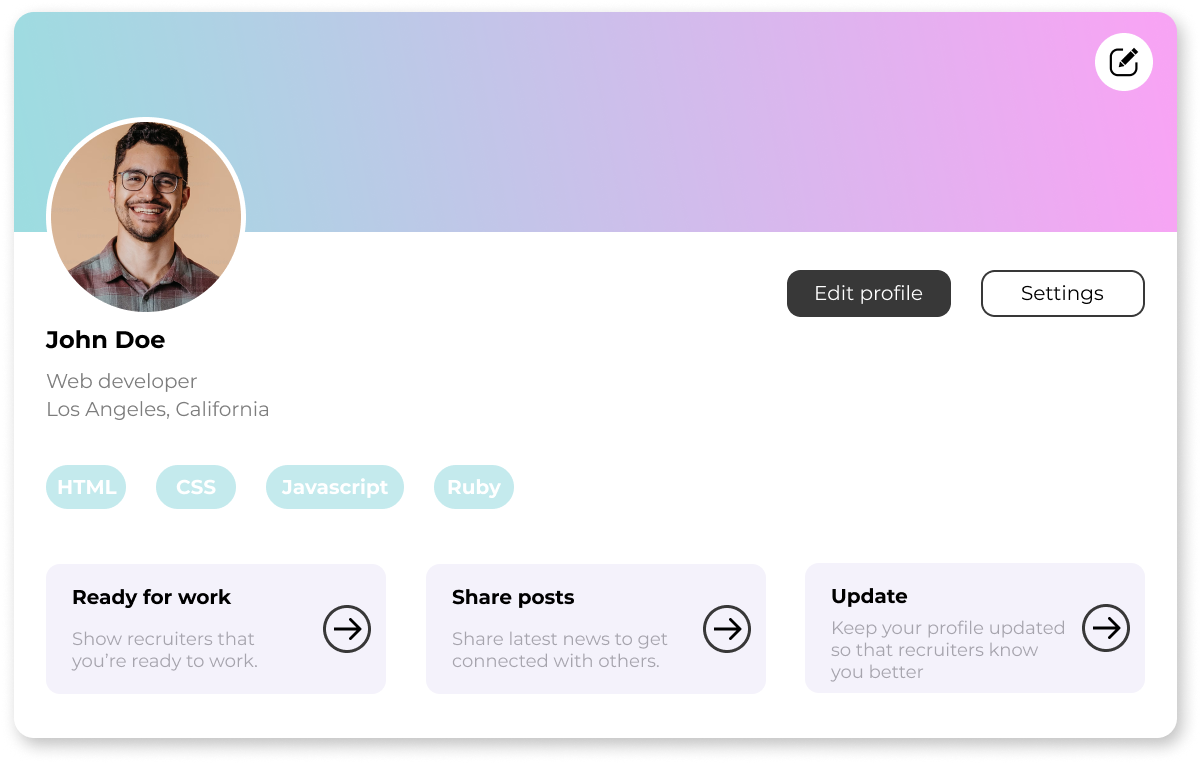 Edit profile
Settings
John Doe
Web developer
Los Angeles, California
HTML
CSS
Javascript
Ruby
Ready for work
Show recruiters that
you’re ready to work.
Share posts
Share latest news to get
connected with others.
Update
Keep your profile updated
so that recruiters know
you better